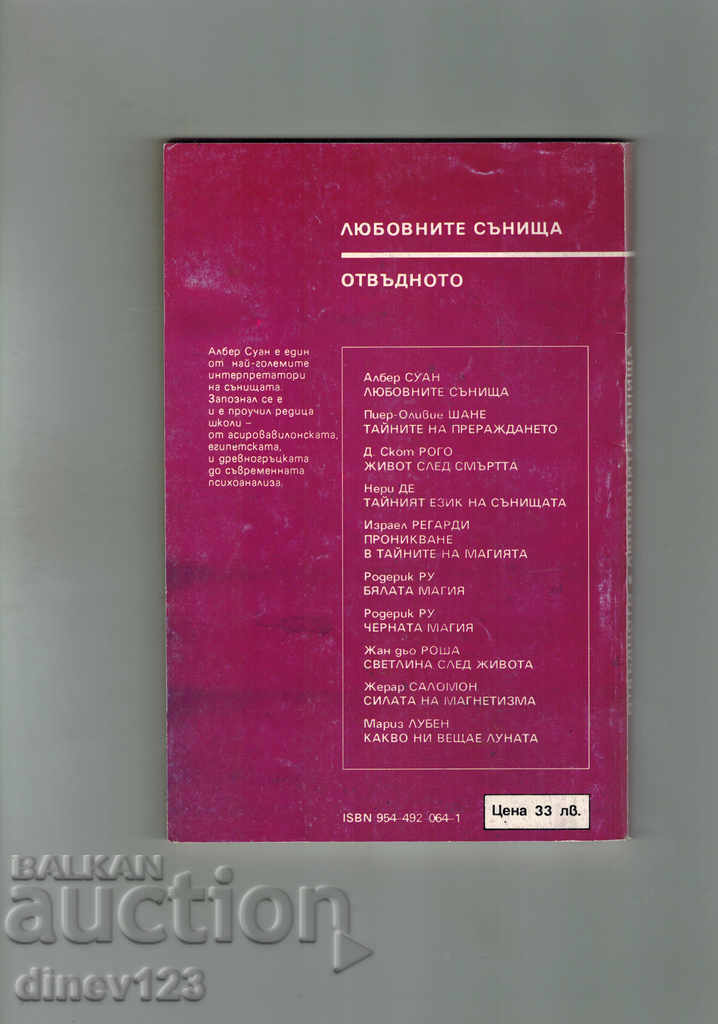 ЛЮБОВНИТЕ СЪНИЩА
ОТВЪДНОТО
Албер Суан е един
от най-големите
интерпретатори
на сънищата.
Запознал се е
и е проучил редица
школи –
от асировавилонската,
египетската,
и древногръцката
до съвременната
психоанализа.
Албер СУАН
ЛЮБОВНИТЕ СЪНИЩА
Пиер-Оливие ШАНЕ
ТАЙНИТЕ НА ПРЕРАЖДАНЕТО
Д. Скот РОГО
ЖИВОТ СЛЕД СМЪРТТА
Нери ДЕ
ТАЙНИЯТ ЕЗИК НА СЪНИЩАТА
Израел РЕГАРДИ
ПРОНИКВАНЕ
В ТАЙНИТЕ НА МАГИЯТА
Родерик РУ
БЯЛАТА МАГИЯ
Родерик РУ
ЧЕРНАТА МАГИЯ
Жан дьо РОША
СВЕТЛИНА СЛЕД ЖИВОТА
Жерар САЛОМОН
СИЛАТА НА МАГНЕТИЗМА
Мариз ЛУБЕН
КАКВО НИ ВЕЩАЕ ЛУНАТА
ISBN 954-492-064-1
Цена 33 лв.
ЛЮБОВНИТЕ СЪНИЩА
BALKAN
auction
dinev123